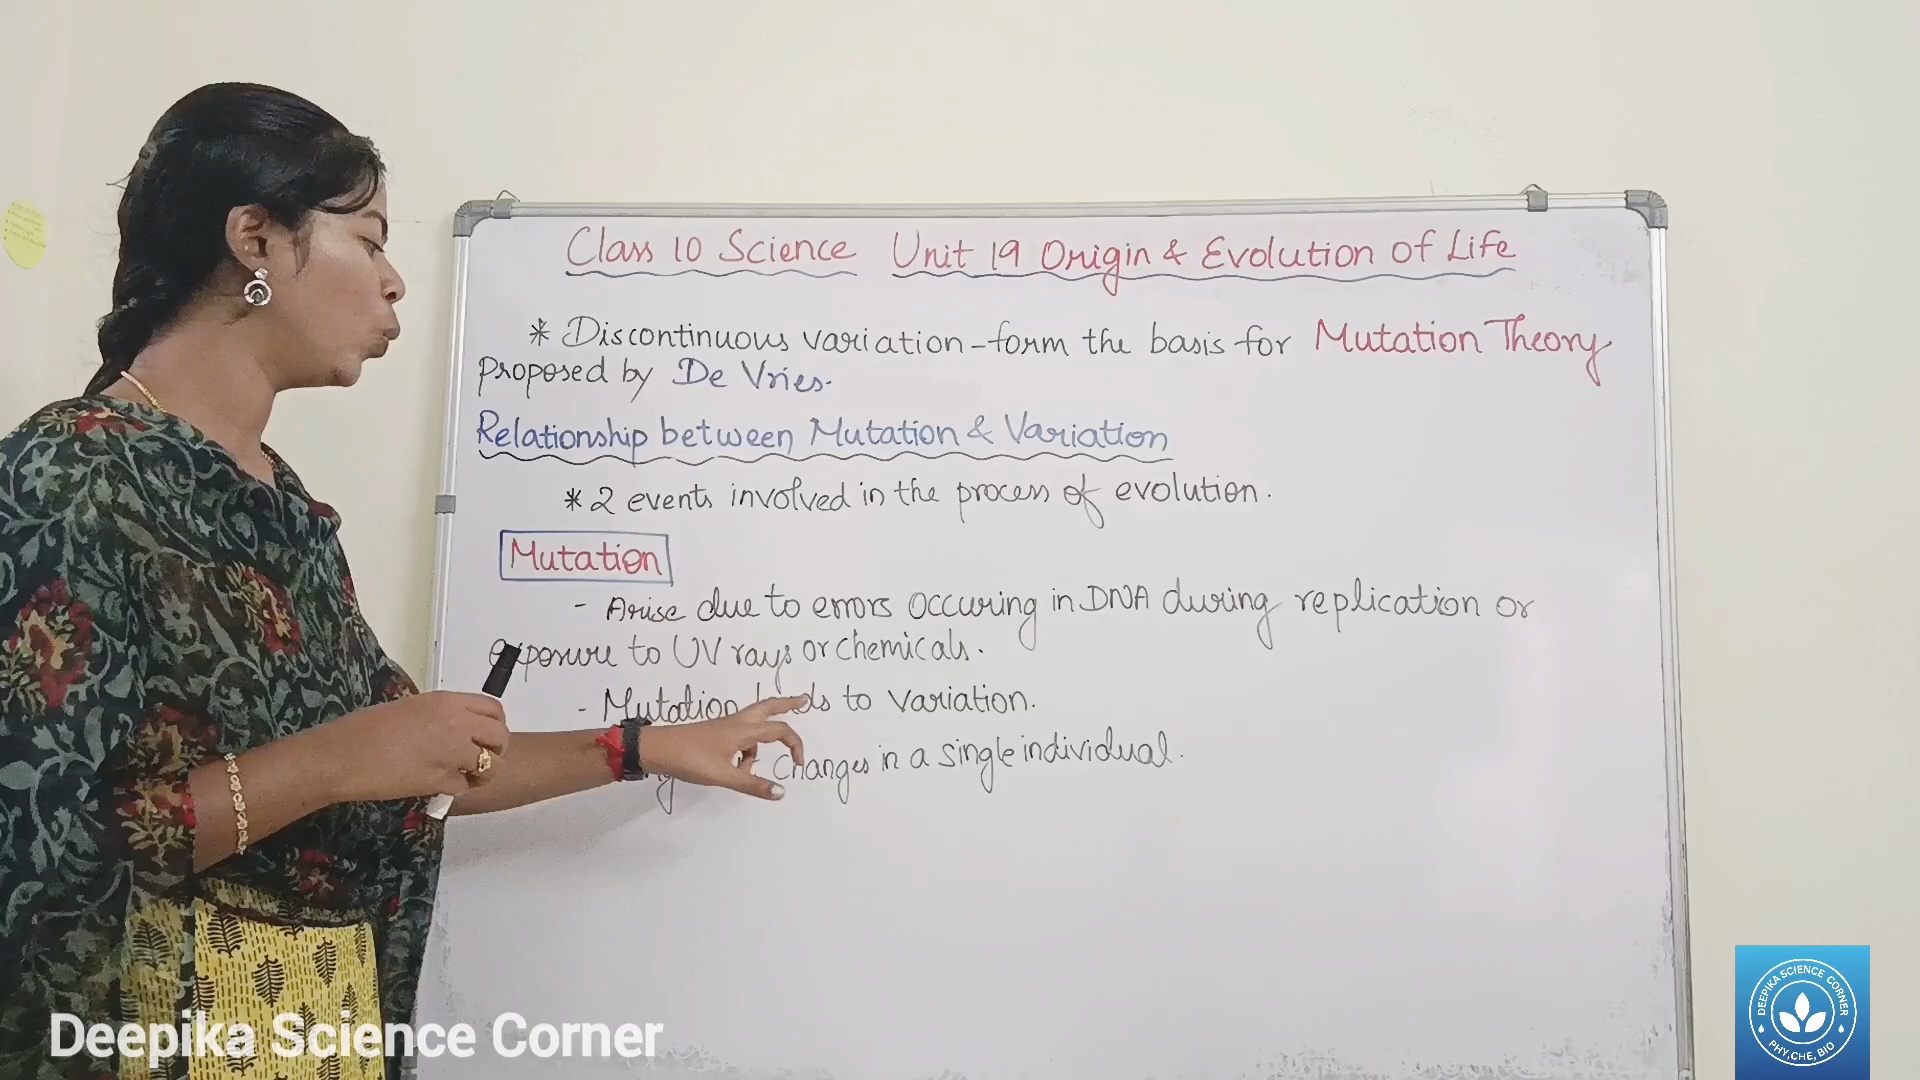 Class 10 Science Unit 19 Origin & Evolution of Life
* Discontinuous variation - form the basis for Mutation Theory
proposed by De Vries.
Relationship between Mutation & Variation
* 2 events involved in the process of evolution.
Mutation
- Arise due to errors occuring in DNA during replication or
exposure to UV rays or chemicals.
- Mutation to variation.
changes in a single individual.
Deepika Science Corner
DEEPIKA SCIENCE CORNER
PHY, CHE, BIO